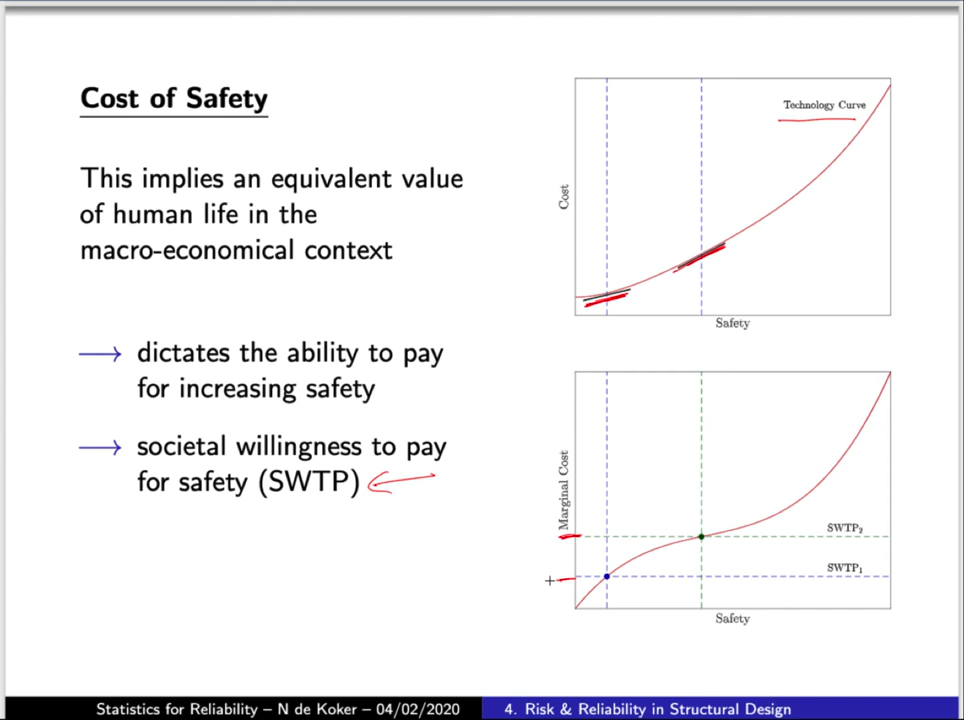 Cost of Safety
This implies an equivalent value
of human life in the
macro-economical context
⟶ dictates the ability to pay
for increasing safety
⟶ societal willingness to pay
for safety (SWTP)
Technology Curve
Cost
Safety
Marginal Cost
SWTP₂
SWTP₁
Safety
Statistics for Reliability – N de Koker – 04/02/2020
4. Risk & Reliability in Structural Design